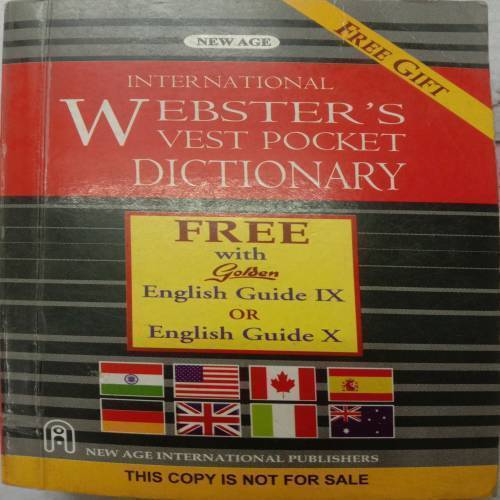 NEW AGE
FREE GIFT
INTERNATIONAL
WEBSTER'S
VEST POCKET
DICTIONARY
FREE
with
Golden
English Guide IX
OR
English Guide X
NEW AGE INTERNATIONAL PUBLISHERS
THIS COPY IS NOT FOR SALE